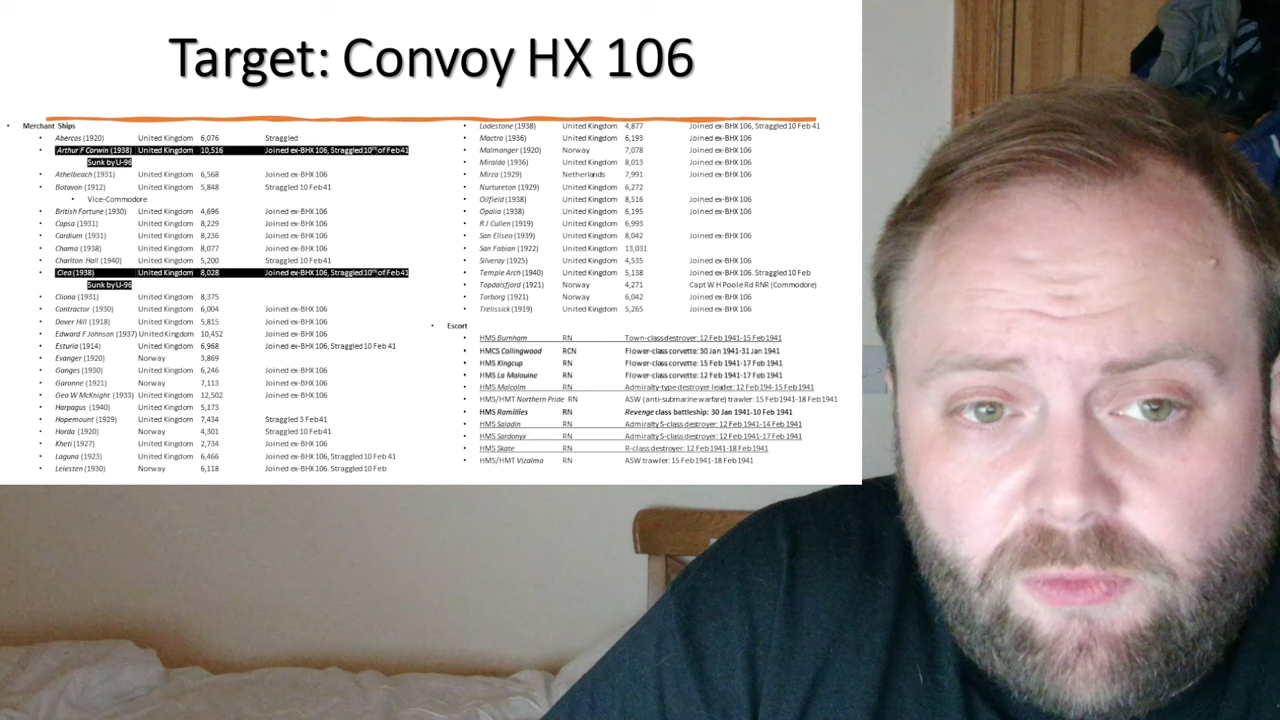 Target: Convoy HX 106
Merchant Ships
Abercos (1920) United Kingdom 6,076 Straggled
Arthur F Corwin (1938) United Kingdom 10,516 Joined ex-BHX 106, Straggled 10th of Feb 41
Sunk by U-96
Athelbeach (1931) United Kingdom 6,568 Joined ex-BHX 106
Botavon (1912) United Kingdom 5,848 Straggled 10 Feb 41
Vice-Commodore
British Fortune (1930) United Kingdom 4,696 Joined ex-BHX 106
Capsa (1931) United Kingdom 8,229 Joined ex-BHX 106
Cardium (1931) United Kingdom 8,236 Joined ex-BHX 106
Chama (1938) United Kingdom 8,077 Joined ex-BHX 106
Charlton Hall (1940) United Kingdom 5,200 Straggled 10 Feb 41
Clea (1938) United Kingdom 8,028 Joined ex-BHX 106, Straggled 10th of Feb 41
Sunk by U-96
Cliona (1931) United Kingdom 8,375
Contractor (1930) United Kingdom 6,004 Joined ex-BHX 106
Dover Hill (1918) United Kingdom 5,815 Joined ex-BHX 106
Edward F Johnson (1937) United Kingdom 10,452 Joined ex-BHX 106
Esturia (1914) United Kingdom 6,968 Joined ex-BHX 106, Straggled 10 Feb 41
Evanger (1920) Norway 3,869
Ganges (1930) United Kingdom 6,246 Joined ex-BHX 106
Garonne (1921) Norway 7,113 Joined ex-BHX 106
Geo W McKnight (1933) United Kingdom 12,502 Joined ex-BHX 106
Harpagus (1940) United Kingdom 5,173
Hopemount (1929) United Kingdom 7,434 Straggled 3 Feb 41
Horda (1920) Norway 4,301 Straggled 10 Feb 41
Kheti (1927) United Kingdom 2,734 Joined ex-BHX 106
Laguna (1923) United Kingdom 6,466 Joined ex-BHX 106, Straggled 10 Feb 41
Leiesten (1930) Norway 6,118 Joined ex-BHX 106. Straggled 10 Feb
Lodestone (1938) United Kingdom 4,877 Joined ex-BHX 106, Straggled 10 Feb 41
Mactra (1936) United Kingdom 6,193 Joined ex-BHX 106
Malmanger (1920) Norway 7,078 Joined ex-BHX 106
Miralda (1936) United Kingdom 8,013 Joined ex-BHX 106
Mirza (1929) Netherlands 7,991 Joined ex-BHX 106
Nurtureton (1929) United Kingdom 6,272
Oilfield (1938) United Kingdom 8,516 Joined ex-BHX 106
Opalia (1938) United Kingdom 6,195 Joined ex-BHX 106
R J Cullen (1919) United Kingdom 6,993
San Eliseo (1939) United Kingdom 8,042 Joined ex-BHX 106
San Fabian (1922) United Kingdom 13,031
Silveray (1925) United Kingdom 4,535 Joined ex-BHX 106
Temple Arch (1940) United Kingdom 5,138 Joined ex-BHX 106. Straggled 10 Feb
Topdalsfjord (1921) Norway 4,271 Capt W H Poole Rd RNR (Commodore)
Torborg (1921) Norway 6,042 Joined ex-BHX 106
Trelissick (1919) United Kingdom 5,265 Joined ex-BHX 106
Escort
HMS Burnham RN Town-class destroyer: 12 Feb 1941-15 Feb 1941
HMCS Collingwood RCN Flower-class corvette: 30 Jan 1941-31 Jan 1941
HMS Kingcup RN Flower-class corvette: 15 Feb 1941-17 Feb 1941
HMS La Malouine RN Flower-class corvette: 12 Feb 1941-17 Feb 1941
HMS Malcolm RN Admiralty-type destroyer leader: 12 Feb 194-15 Feb 1941
HMS/HMT Northern Pride RN ASW (anti-submarine warfare) trawler: 15 Feb 1941-18 Feb 1941
HMS Ramillies RN Revenge class battleship: 30 Jan 1941-10 Feb 1941
HMS Saladin RN Admiralty S-class destroyer: 12 Feb 1941-14 Feb 1941
HMS Sardonyx RN Admiralty S-class destroyer: 12 Feb 1941-17 Feb 1941
HMS Skate RN R-class destroyer: 12 Feb 1941-18 Feb 1941
HMS/HMT Vizalma RN ASW trawler: 15 Feb 1941-18 Feb 1941